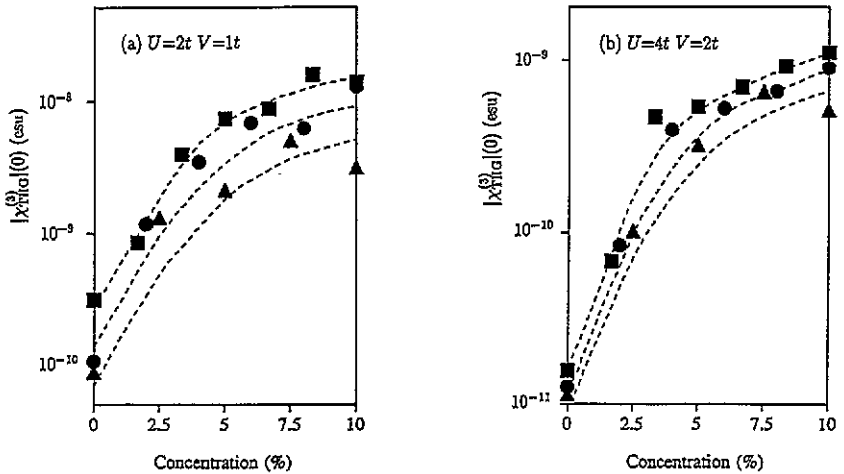 (a) U=2t V=1t
|χ^(3)_THG|(0) (esu)
10^−8
10^−9
10^−10
0 2.5 5 7.5 10
Concentration (%)
(b) U=4t V=2t
|χ^(3)_THG|(0) (esu)
10^−9
10^−10
10^−11
0 2.5 5 7.5 10
Concentration (%)